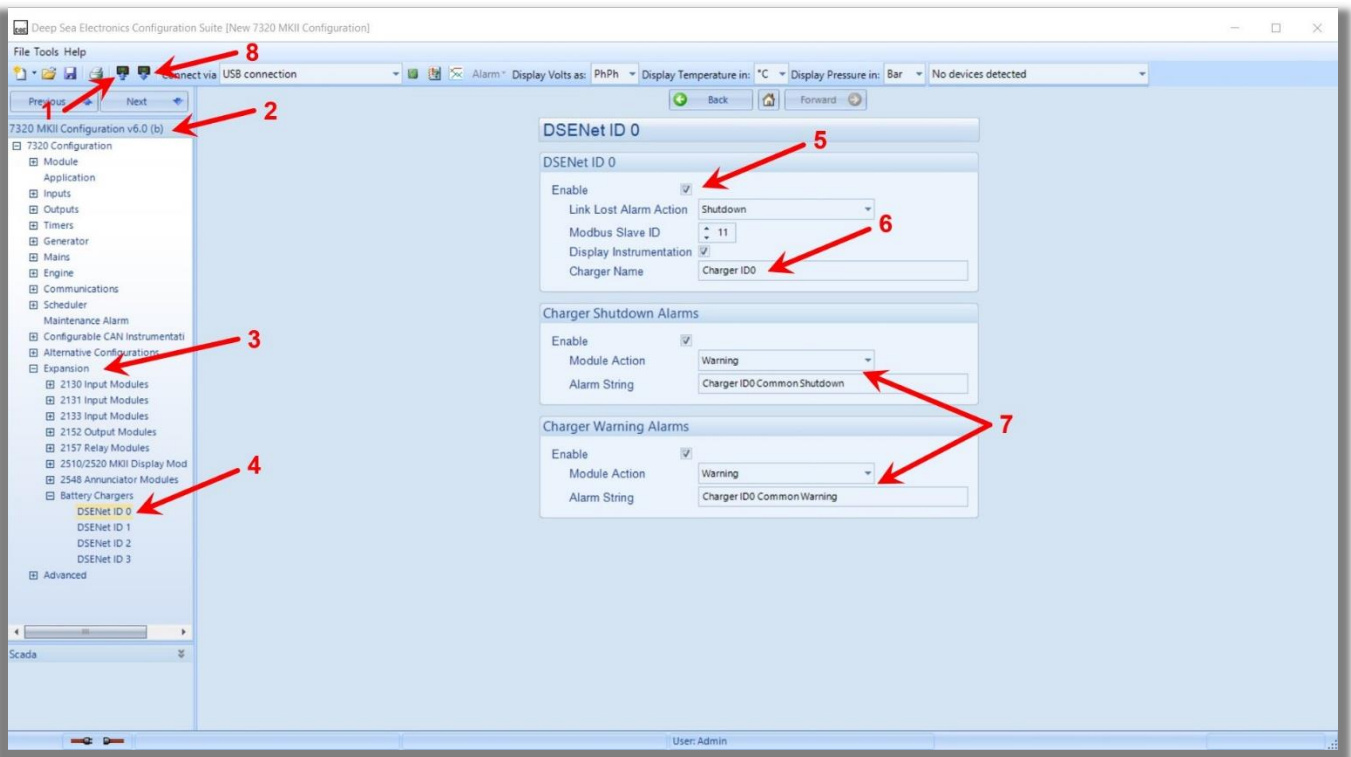 Deep Sea Electronics Configuration Suite [New 7320 MKII Configuration]
File Tools Help
8
Connect via USB connection Alarm Display Volts as: PhPh Display Temperature in: °C Display Pressure in: Bar No devices detected
1
Previous Next
2
Back Forward
7320 MKII Configuration v6.0 (b)
7320 Configuration
Module
Application
Inputs
Outputs
Timers
Generator
Mains
Engine
Communications
Scheduler
Maintenance Alarm
Configurable CAN Instrumentati
Alternative Configurations
3
Expansion
2130 Input Modules
2131 Input Modules
2133 Input Modules
2152 Output Modules
2157 Relay Modules
2510/2520 MKII Display Mod
2548 Annunciator Modules
4
Battery Chargers
DSENet ID 0
DSENet ID 1
DSENet ID 2
DSENet ID 3
Advanced
Scada
DSENet ID 0
5
DSENet ID 0
Enable
Link Lost Alarm Action Shutdown
6
Modbus Slave ID 11
Display Instrumentation
Charger Name Charger ID0
Charger Shutdown Alarms
Enable
Module Action Warning
Alarm String Charger ID0 Common Shutdown
7
Charger Warning Alarms
Enable
Module Action Warning
Alarm String Charger ID0 Common Warning
User: Admin